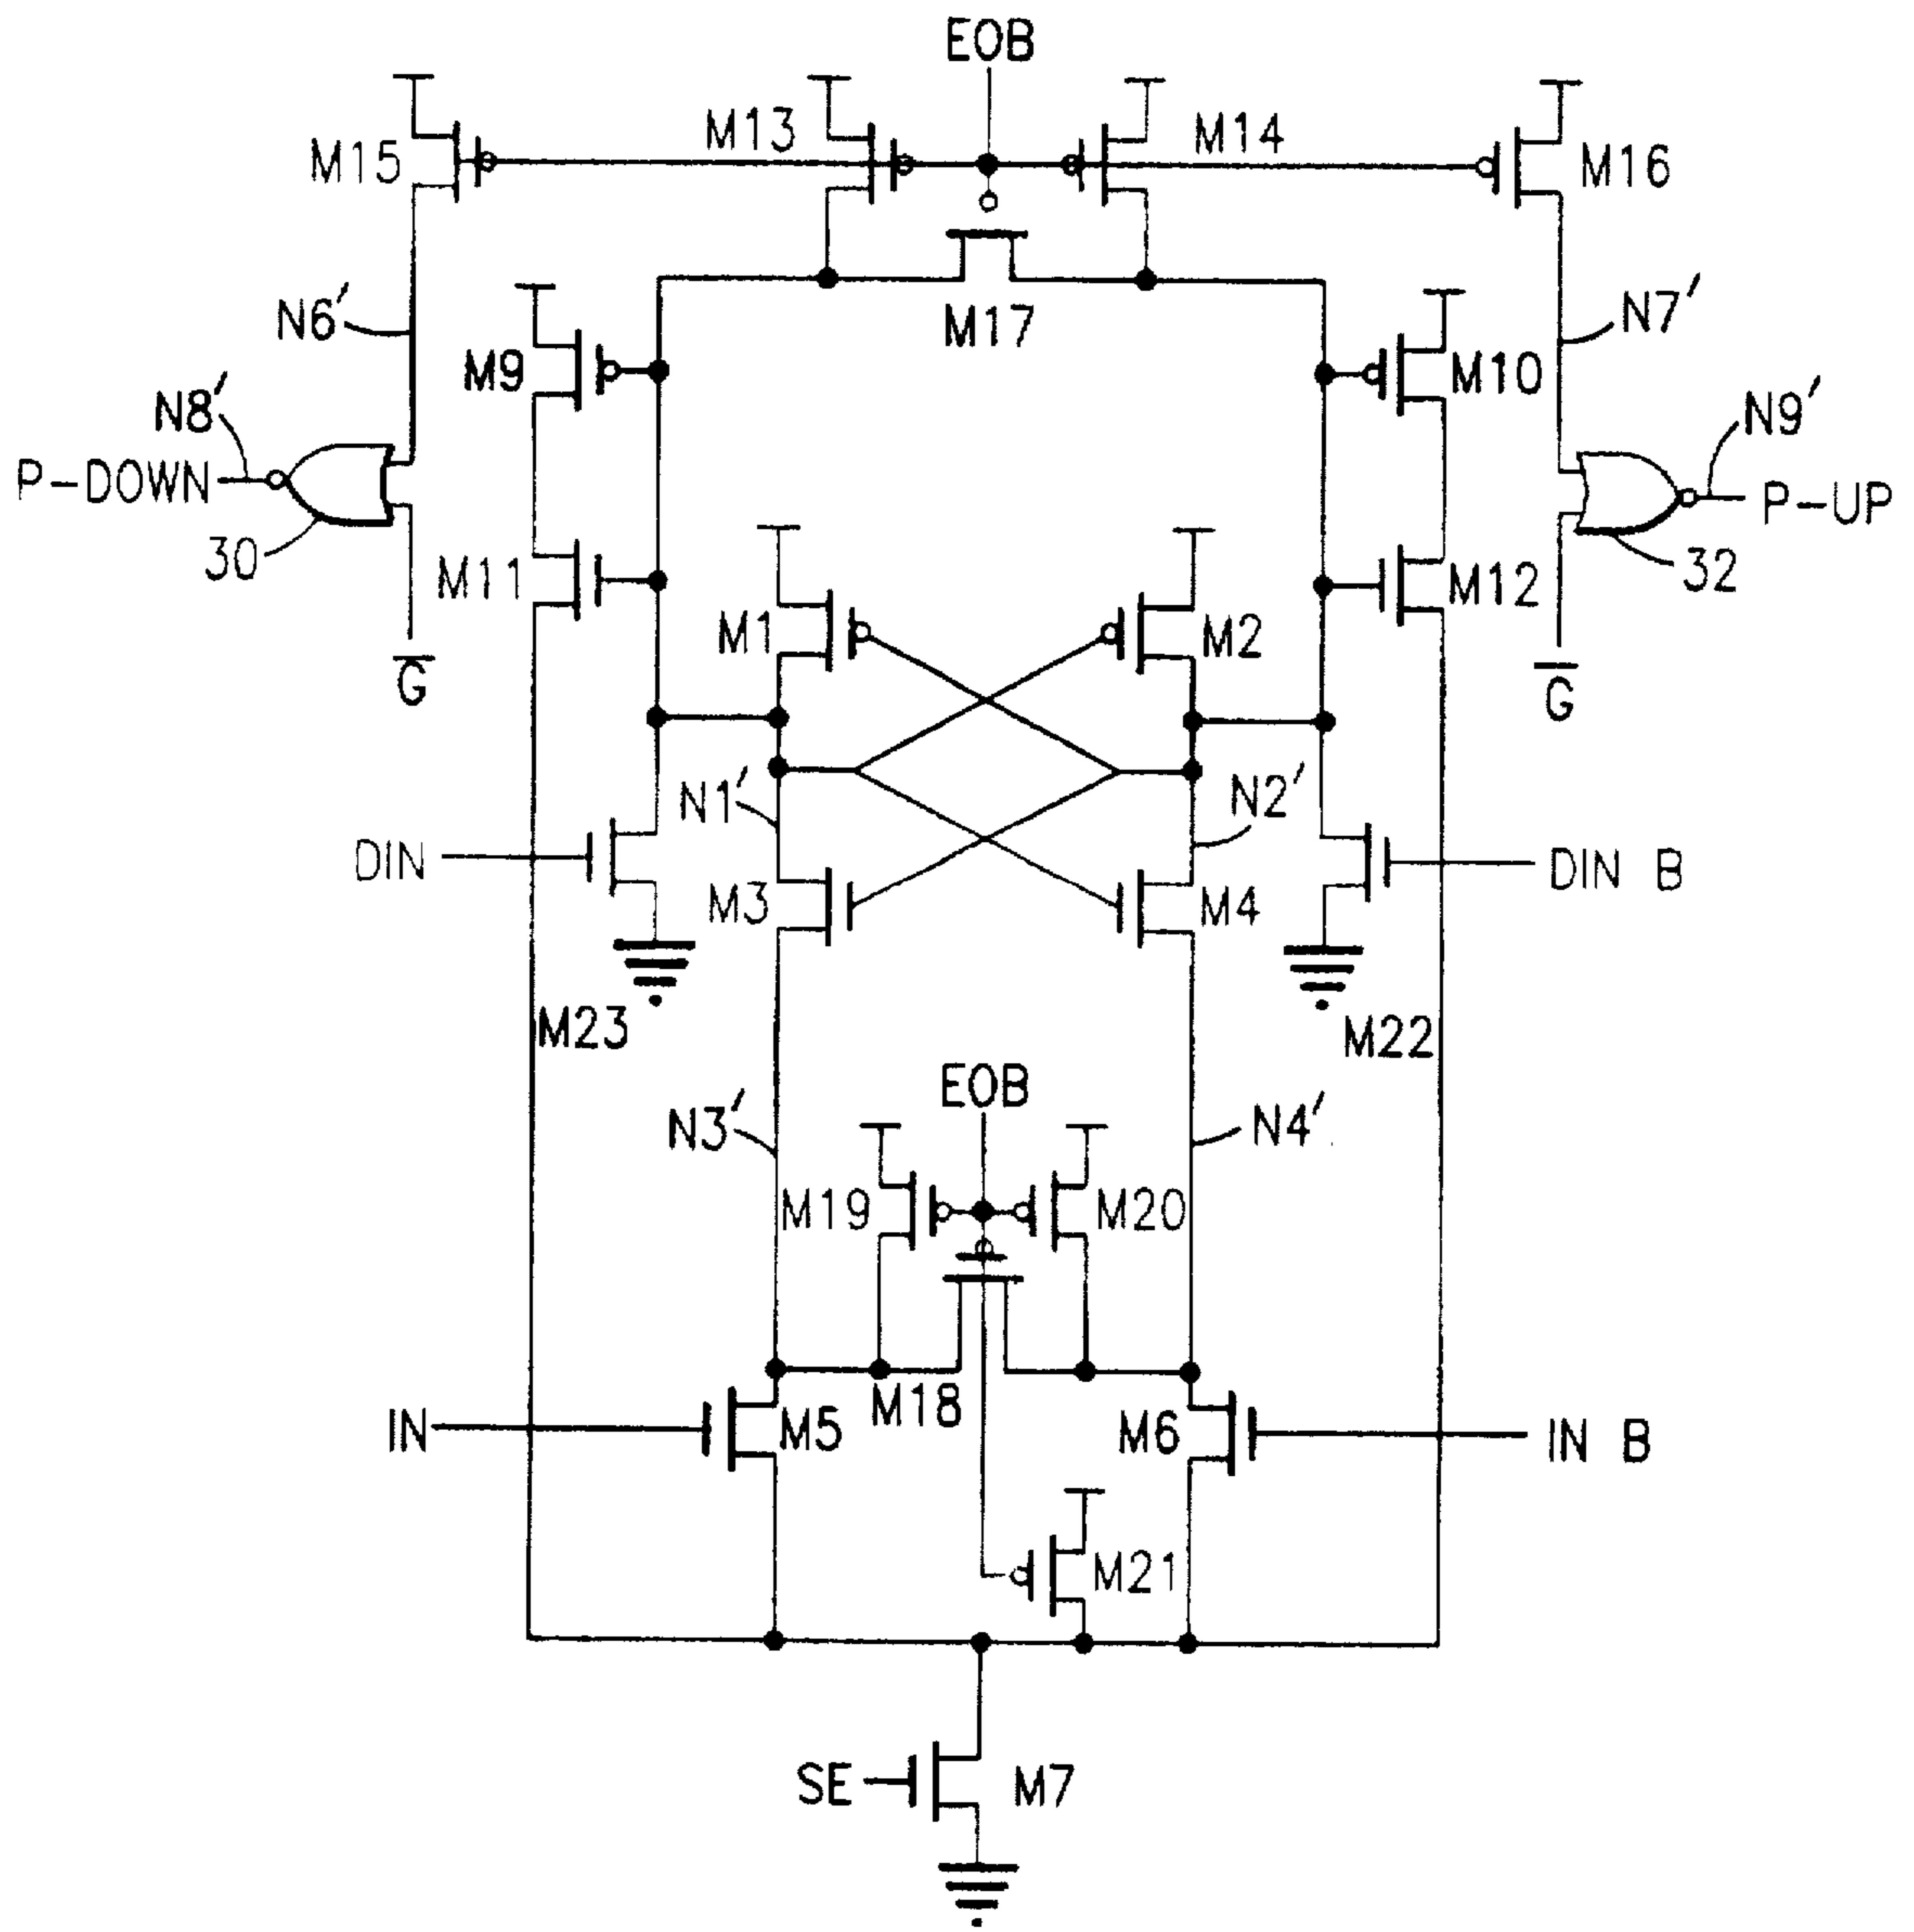 EOB
M13
M14
M15
M16
N6'
M17
N7'
M9
M10
N8'
N9'
P-DOWN
P-UP
30
M11
M12
32
G̅
M1
M2
G̅
N1'
N2'
DIN
M3
M4
DIN B
M23
M22
EOB
N3'
N4'
M19
M20
M18
IN
M5
M6
IN B
M21
SE
M7